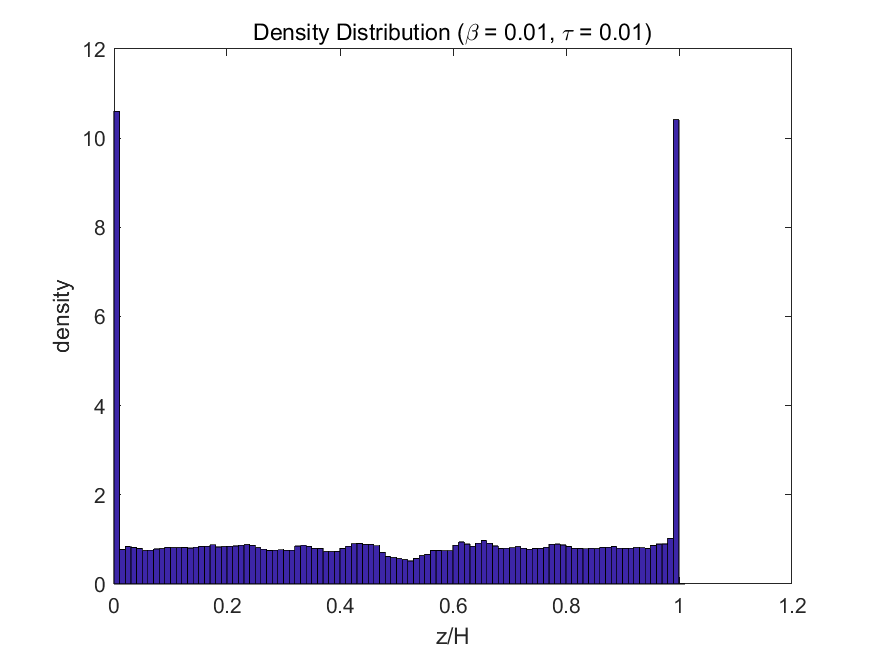 Density Distribution (β = 0.01, τ = 0.01)
12
10
8
6
4
2
0
density
0 0.2 0.4 0.6 0.8 1 1.2
z/H